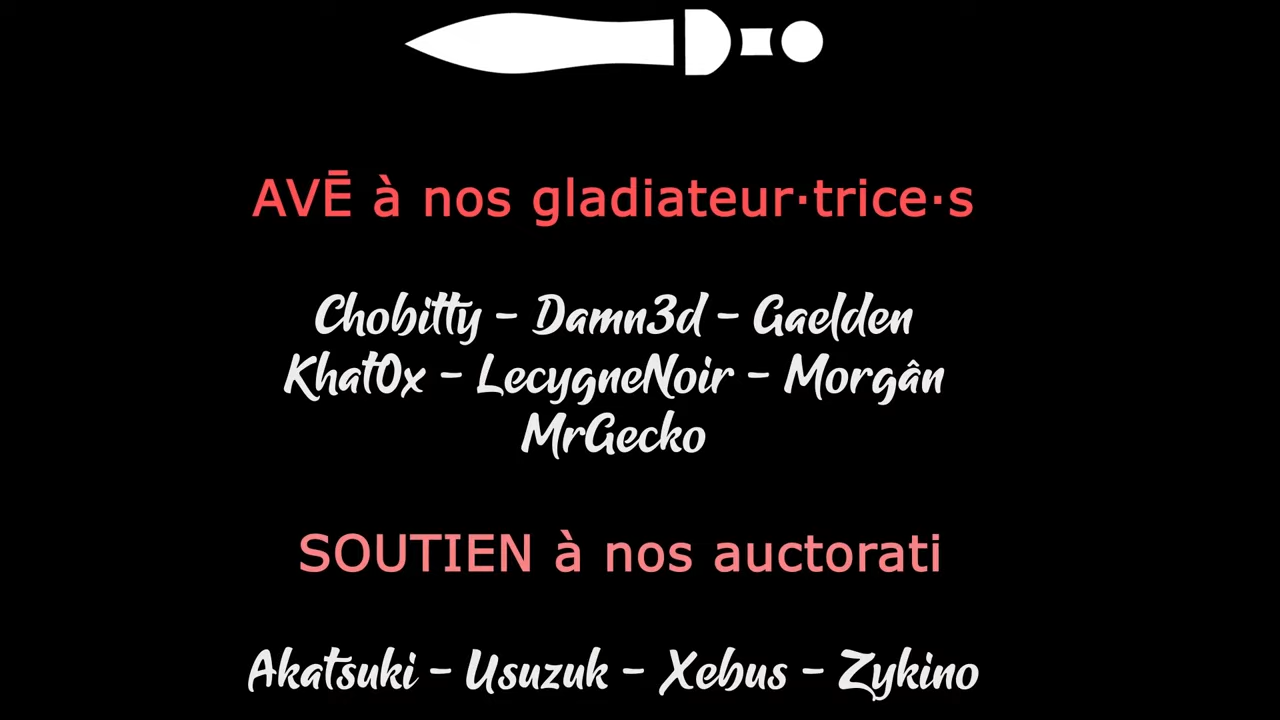 AVĒ à nos gladiateur·trice·s
Chobitty - Damn3d - Gaelden
Khat0x - LecygneNoir - Morgân
MrGecko
SOUTIEN à nos auctorati
Akatsuki - Usuzuk - Xebus - Zykino